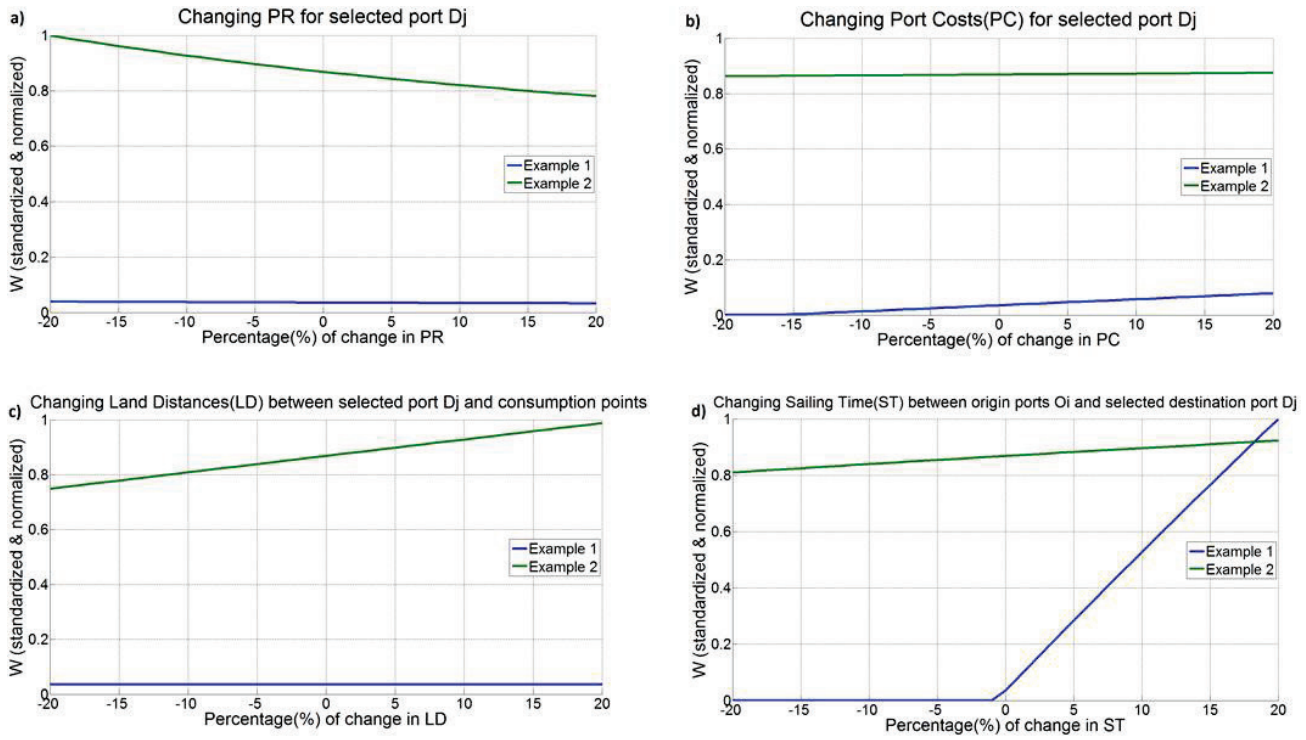 a)
Changing PR for selected port Dj
W (standardized & normalized)
1
0.8
0.6
0.4
0.2
0
Example 1
Example 2
-20 -15 -10 -5 0 5 10 15 20
Percentage(%) of change in PR
b)
Changing Port Costs(PC) for selected port Dj
W (standardized & normalized)
1
0.8
0.6
0.4
0.2
0
Example 1
Example 2
-20 -15 -10 -5 0 5 10 15 20
Percentage(%) of change in PC
c)
Changing Land Distances(LD) between selected port Dj and consumption points
W (standardized & normalized)
1
0.8
0.6
0.4
0.2
0
Example 1
Example 2
-20 -15 -10 -5 0 5 10 15 20
Percentage(%) of change in LD
d)
Changing Sailing Time(ST) between origin ports Oi and selected destination port Dj
W (standardized & normalized)
1
0.8
0.6
0.4
0.2
0
Example 1
Example 2
-20 -15 -10 -5 0 5 10 15 20
Percentage(%) of change in ST